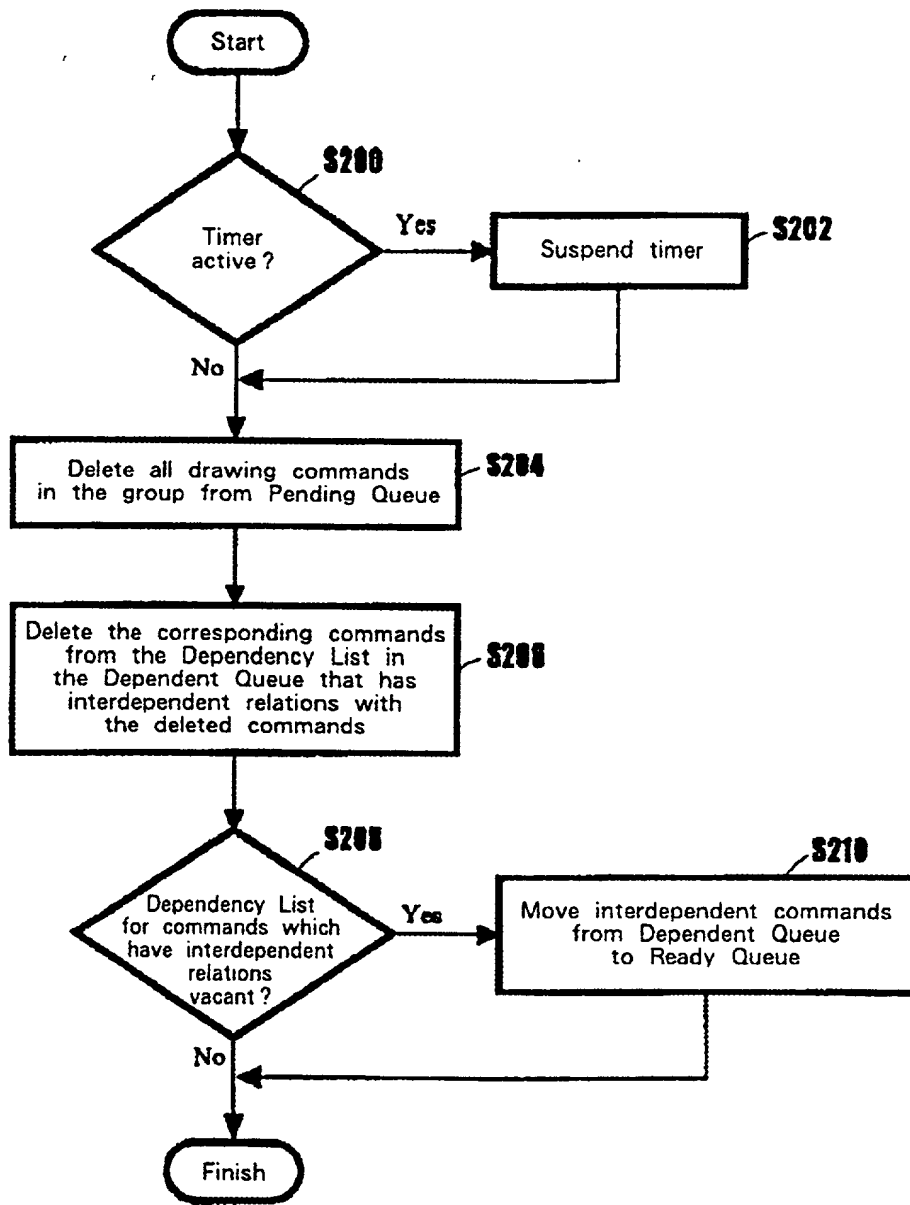 Start
S200
Timer
active ?
Yes
Suspend timer
S202
No
Delete all drawing commands
in the group from Pending Queue
S204
Delete the corresponding commands
from the Dependency List in
the Dependent Queue that has
interdependent relations with
the deleted commands
Dependency List
for commands which
have interdependent
relations
vacant ?
Yes
S210
Move interdependent commands
from Dependent Queue
to Ready Queue
No
Finish